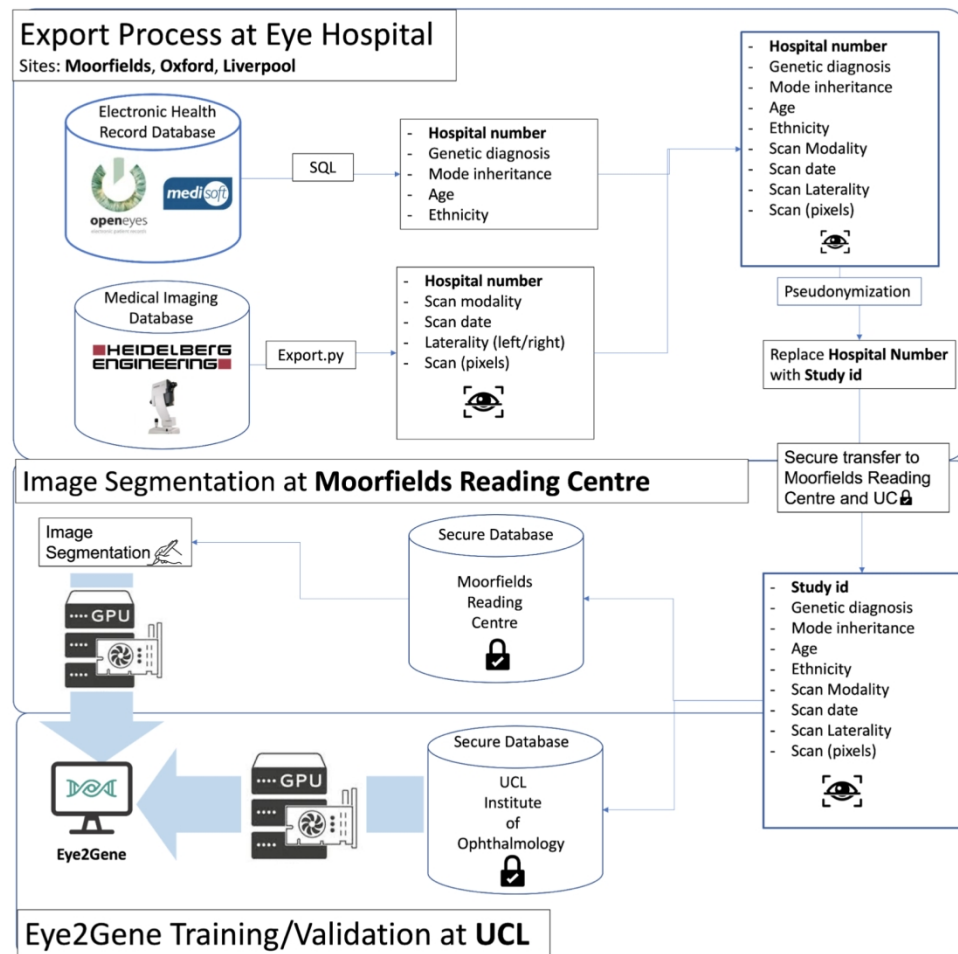 Export Process at Eye Hospital
Sites: Moorfields, Oxford, Liverpool
Electronic Health
Record Database
openeyes
electronic patient records
medisoft
SQL
- Hospital number
- Genetic diagnosis
- Mode inheritance
- Age
- Ethnicity
- Hospital number
- Genetic diagnosis
- Mode inheritance
- Age
- Ethnicity
- Scan Modality
- Scan date
- Scan Laterality
- Scan (pixels)
Medical Imaging
Database
HEIDELBERG
ENGINEERING
Export.py
- Hospital number
- Scan modality
- Scan date
- Laterality (left/right)
- Scan (pixels)
Pseudonymization
Replace Hospital Number
with Study id
Secure transfer to
Moorfields Reading
Centre and UC
Image Segmentation at Moorfields Reading Centre
Image
Segmentation
GPU
Secure Database
Moorfields
Reading
Centre
- Study id
- Genetic diagnosis
- Mode inheritance
- Age
- Ethnicity
- Scan Modality
- Scan date
- Scan Laterality
- Scan (pixels)
Eye2Gene
GPU
Secure Database
UCL
Institute
of
Ophthalmology
Eye2Gene Training/Validation at UCL